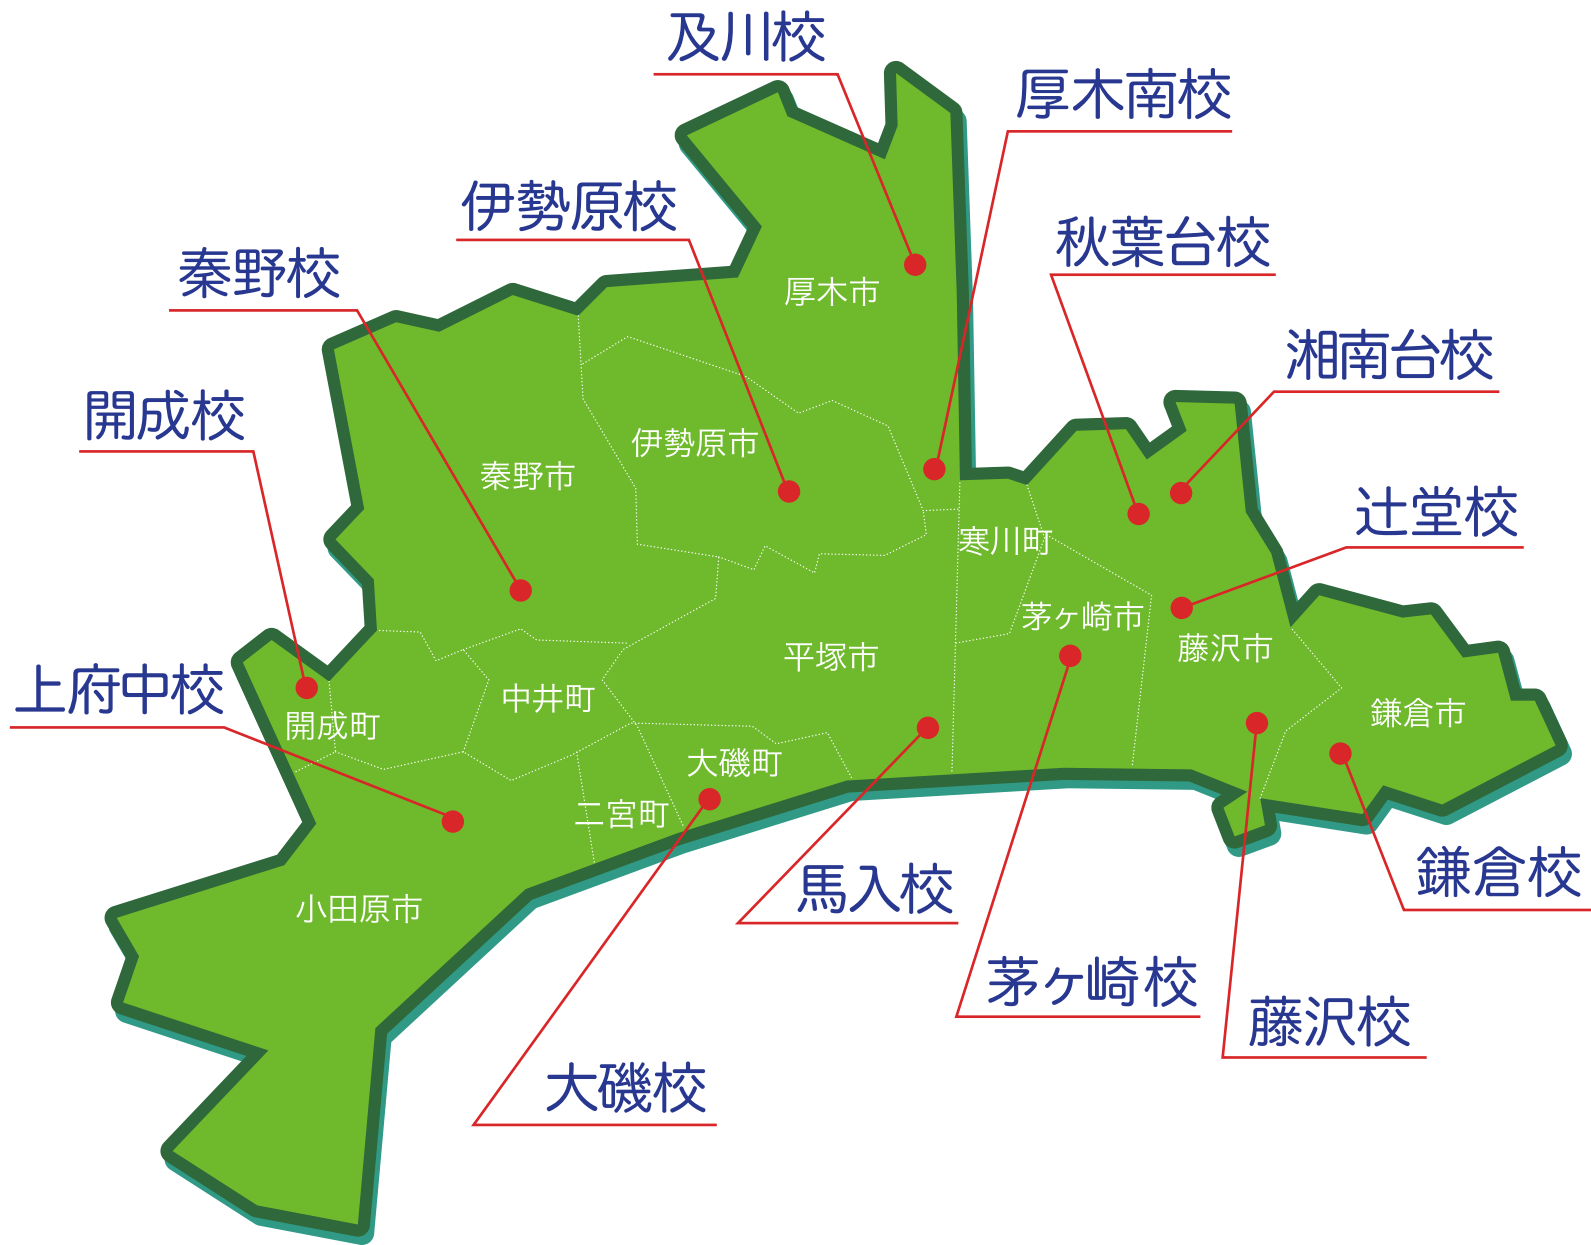 及川校
厚木南校
伊勢原校
秋葉台校
秦野校
厚木市
湘南台校
開成校
伊勢原市
秦野市
辻堂校
寒川町
茅ヶ崎市
藤沢市
平塚市
上府中校
中井町
鎌倉市
開成町
大磯町
二宮町
鎌倉校
馬入校
小田原市
茅ヶ崎校
藤沢校
大磯校